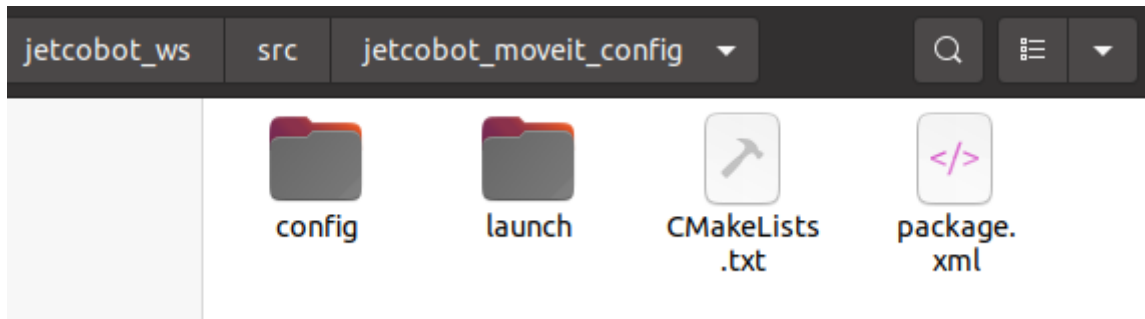 jetcobot_ws src jetcobot_moveit_config
config launch CMakeLists
.txt package.
xml